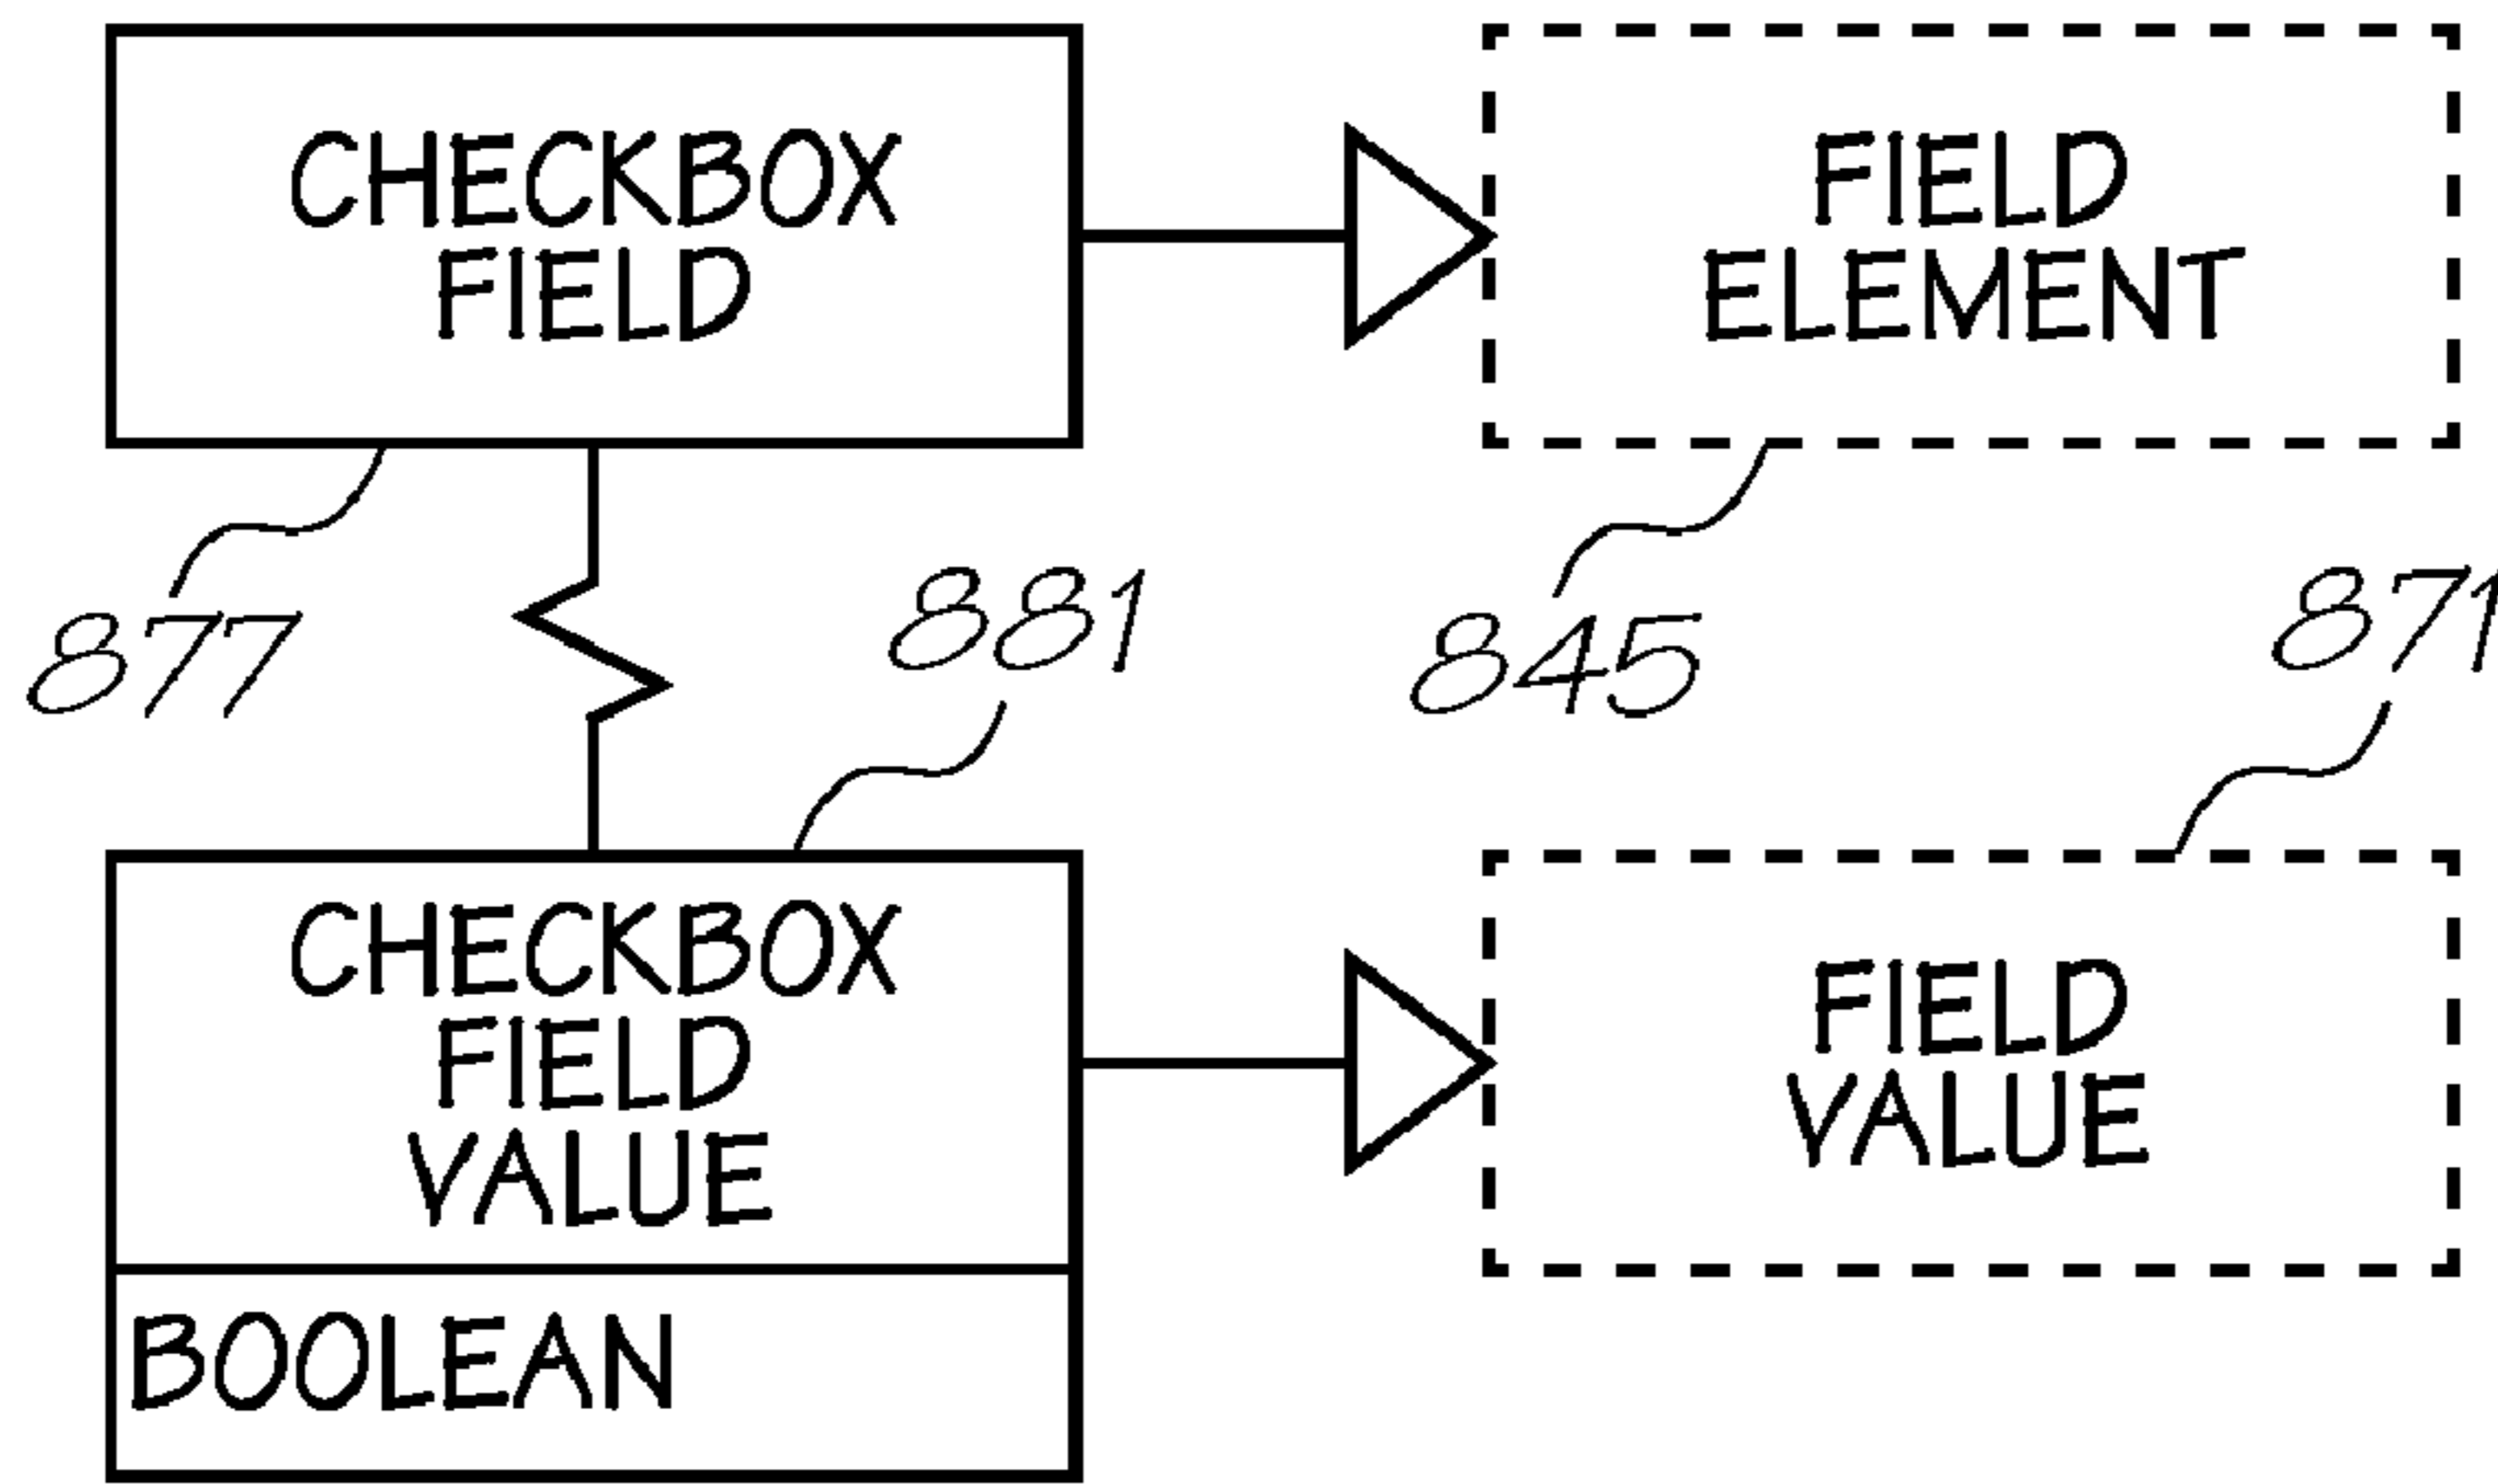 CHECKBOX
FIELD
FIELD
ELEMENT
877
881
845
871
CHECKBOX
FIELD
VALUE
FIELD
VALUE
BOOLEAN